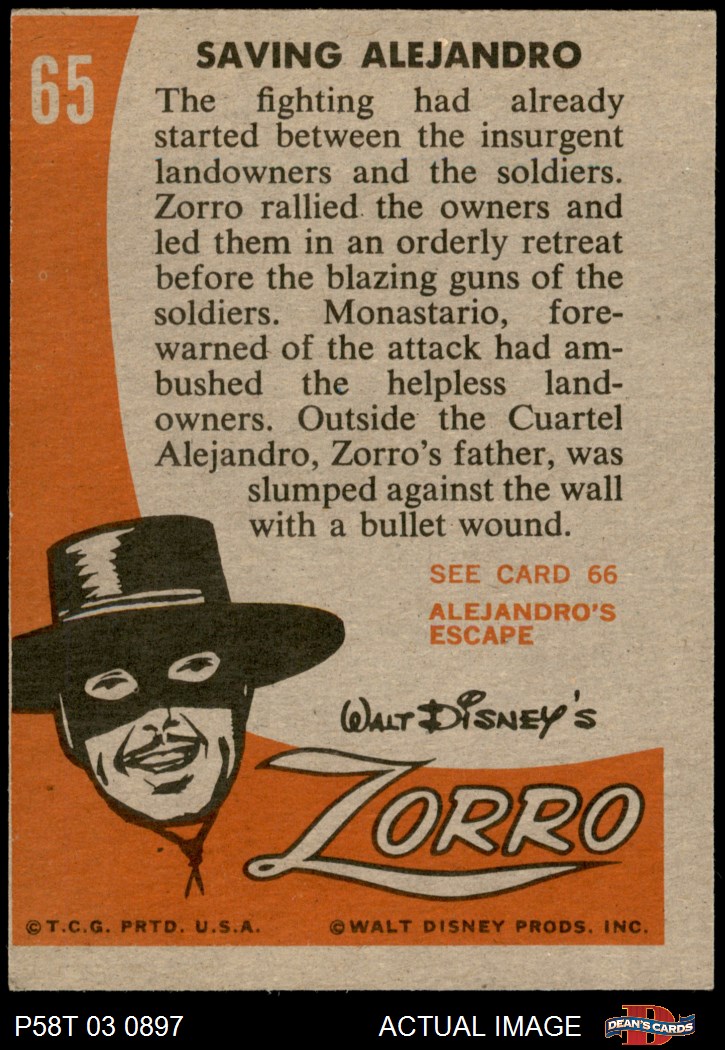 65
SAVING ALEJANDRO
The fighting had already
started between the insurgent
landowners and the soldiers.
Zorro rallied the owners and
led them in an orderly retreat
before the blazing guns of the
soldiers. Monastario, fore-
warned of the attack had am-
bushed the helpless land-
owners. Outside the Cuartel
Alejandro, Zorro's father, was
slumped against the wall
with a bullet wound.
SEE CARD 66
ALEJANDRO'S
ESCAPE
WALT DISNEY'S
ZORRO
©T.C.G. PRTD. U.S.A. ©WALT DISNEY PRODS. INC.
P58T 03 0897 ACTUAL IMAGE D DEAN'S CARDS